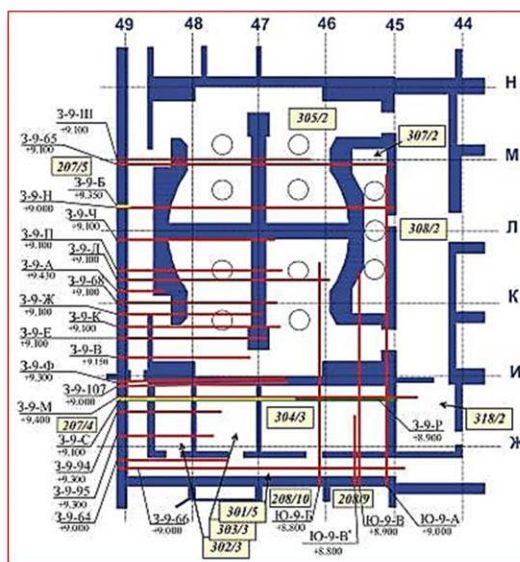 49 48 47 46 45 44
Н
З-9-Ш
+9.100
305/2
З-9-65
+9.100
307/2
М
207/5
З-9-Б
+9.350
З-9-Н
+9.000
З-9-Ч
+9.100
308/2
Л
З-9-П
+9.100
З-9-Л
+9.100
З-9-А
+9.450
З-9-68
+9.100
К
З-9-Ж
+9.100
З-9-К
+9.100
З-9-Е
+9.100
З-9-В
+9.150
З-9-Ф
+9.300
И
З-9-107
+9.000
З-9-М
+9.400
207/4
304/3
З-9-Р
+8.900
318/2
З-9-С
+9.100
Ж
З-9-94
+9.300
З-9-95
+9.300
З-9-64
+9.000
З-9-66
+9.000
301/5
303/3
302/3
208/10
208/9
Ю-9-Б
+8.800
Ю-9-В'
+8.800
Ю-9-В
+8.900
Ю-9-А
+9.000